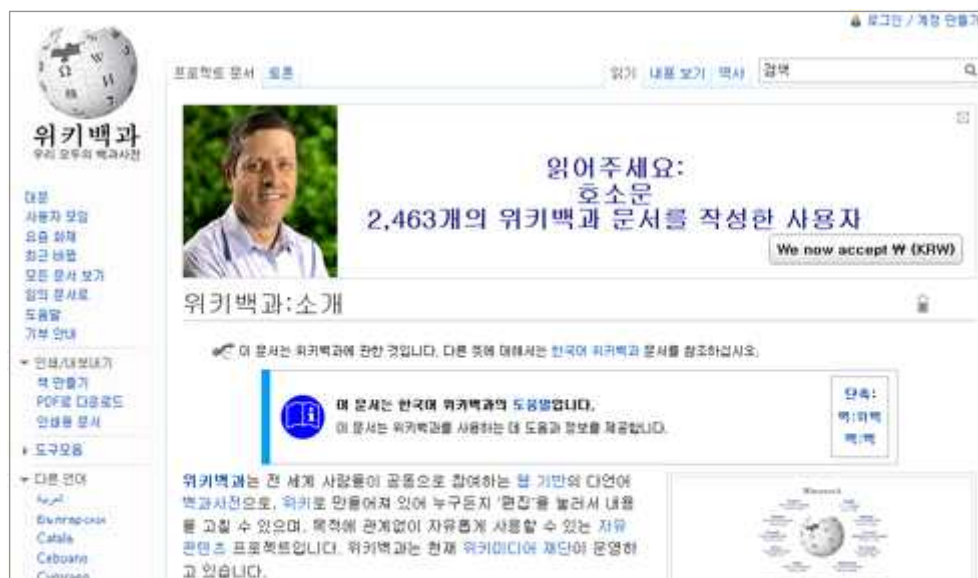 로그인 / 계정 만들기
위키백과
우리 모두의 백과사전
프로젝트 문서 토론
읽기 내용 보기 역사 검색
읽어주세요:
호소문
2,463개의 위키백과 문서를 작성한 사용자
We now accept ₩ (KRW)
대문
사용자 모임
요즘 화제
최근 바뀜
모든 문서 보기
임의 문서로
도움말
기부 안내
인쇄/내보내기
책 만들기
PDF로 다운로드
인쇄용 문서
도구모음
다른 언어
العربية
Български
Català
Cebuano
위키백과:소개
이 문서는 위키백과에 관한 것입니다. 다른 뜻에 대해서는 한국어 위키백과 문서를 참조하십시오.
이 문서는 한국어 위키백과의 도움말입니다.
이 문서는 위키백과를 사용하는 데 도움과 정보를 제공합니다.
단축:
백:위백
백:백
위키백과는 전 세계 사람들이 공동으로 참여하는 웹 기반의 다언어
백과사전으로, 위키로 만들어져 있어 누구든지 '편집'을 눌러서 내용
을 고칠 수 있으며, 목적에 관계없이 자유롭게 사용할 수 있는 자유
콘텐츠 프로젝트입니다. 위키백과는 현재 위키미디어 재단이 운영하
고 있습니다.